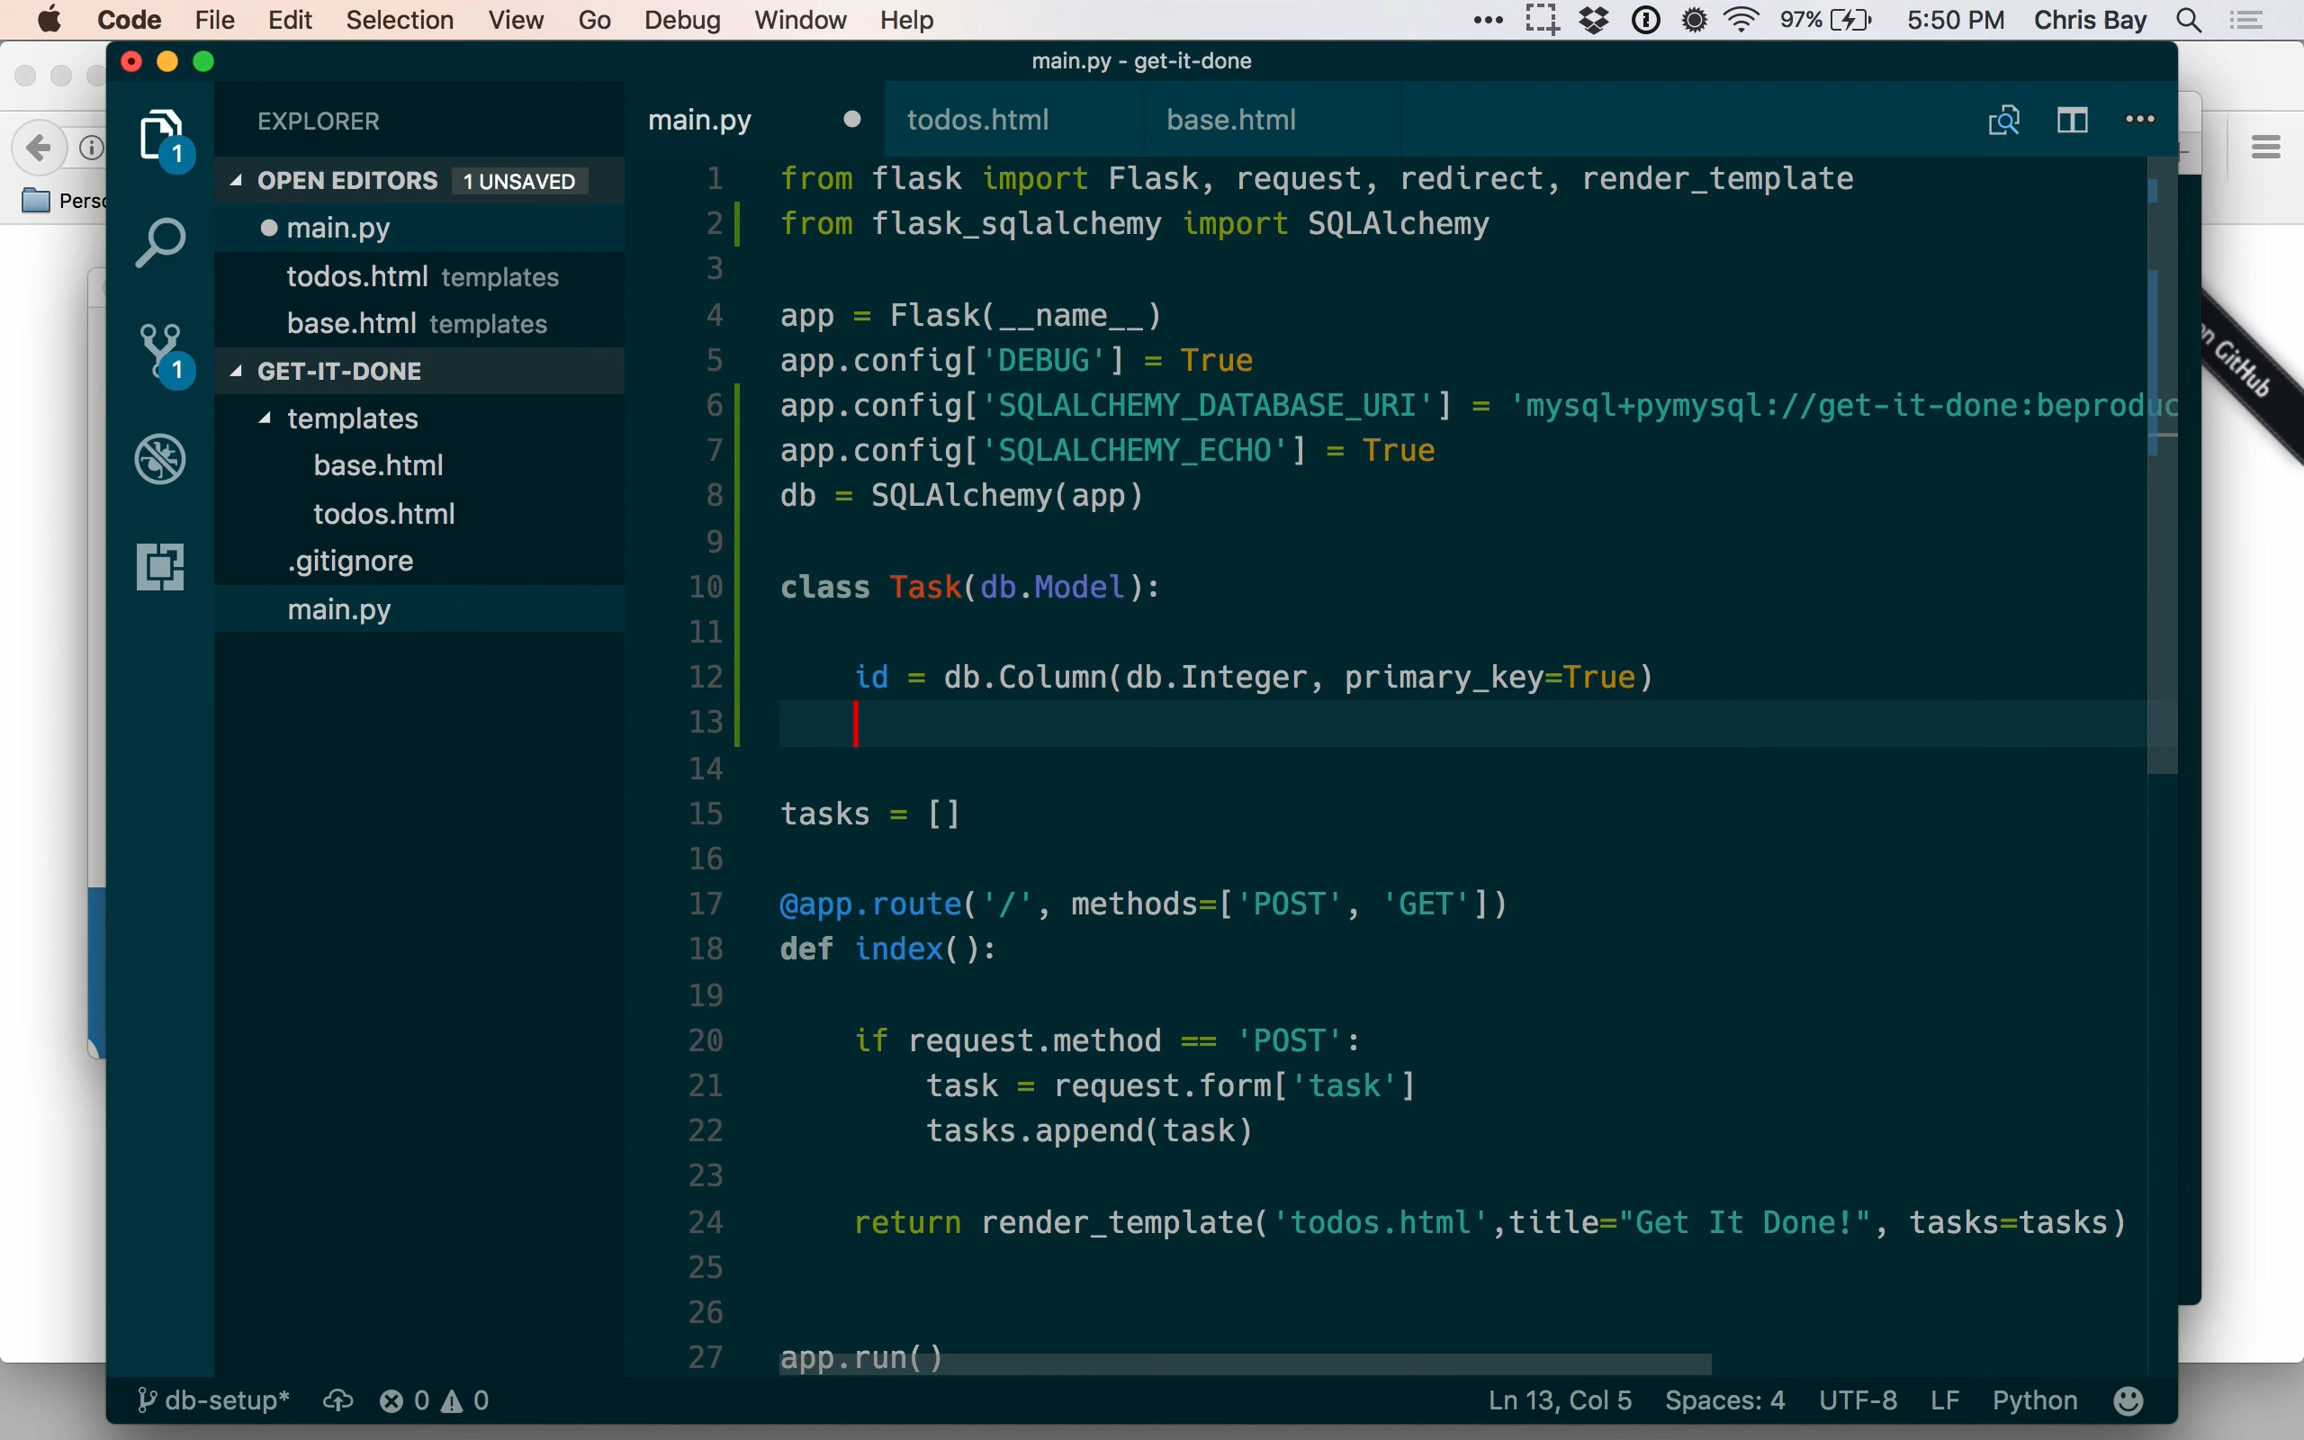 Code File Edit Selection View Go Debug Window Help 97% 5:50 PM Chris Bay
main.py - get-it-done
EXPLORER
1
OPEN EDITORS 1 UNSAVED
main.py
todos.html templates
base.html templates
1
GET-IT-DONE
templates
base.html
todos.html
.gitignore
main.py
main.py todos.html base.html
1 from flask import Flask, request, redirect, render_template
2 from flask_sqlalchemy import SQLAlchemy
3
4 app = Flask(__name__)
5 app.config['DEBUG'] = True
6 app.config['SQLALCHEMY_DATABASE_URI'] = 'mysql+pymysql://get-it-done:beproduc
7 app.config['SQLALCHEMY_ECHO'] = True
8 db = SQLAlchemy(app)
9
10 class Task(db.Model):
11
12     id = db.Column(db.Integer, primary_key=True)
13
14
15 tasks = []
16
17 @app.route('/', methods=['POST', 'GET'])
18 def index():
19
20     if request.method == 'POST':
21         task = request.form['task']
22         tasks.append(task)
23
24     return render_template('todos.html',title="Get It Done!", tasks=tasks)
25
26
27 app.run()
db-setup* 0 0 Ln 13, Col 5 Spaces: 4 UTF-8 LF Python
GitHub